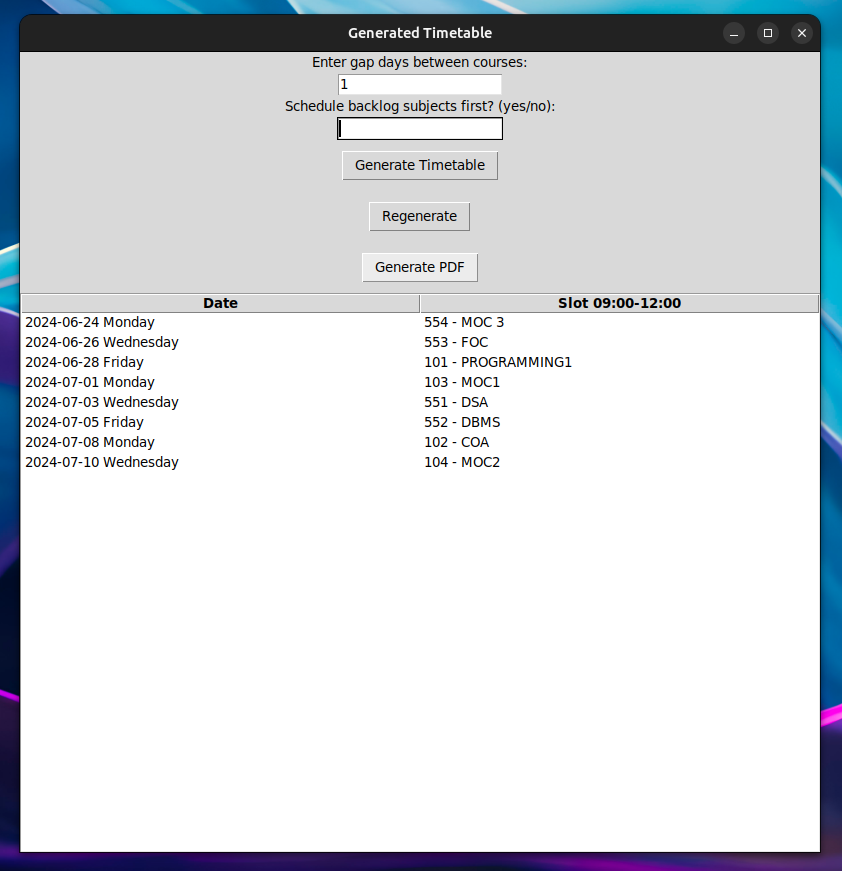 Generated Timetable
Enter gap days between courses:
1
Schedule backlog subjects first? (yes/no):
Generate Timetable
Regenerate
Generate PDF
Date Slot 09:00-12:00
2024-06-24 Monday 554 - MOC 3
2024-06-26 Wednesday 553 - FOC
2024-06-28 Friday 101 - PROGRAMMING1
2024-07-01 Monday 103 - MOC1
2024-07-03 Wednesday 551 - DSA
2024-07-05 Friday 552 - DBMS
2024-07-08 Monday 102 - COA
2024-07-10 Wednesday 104 - MOC2